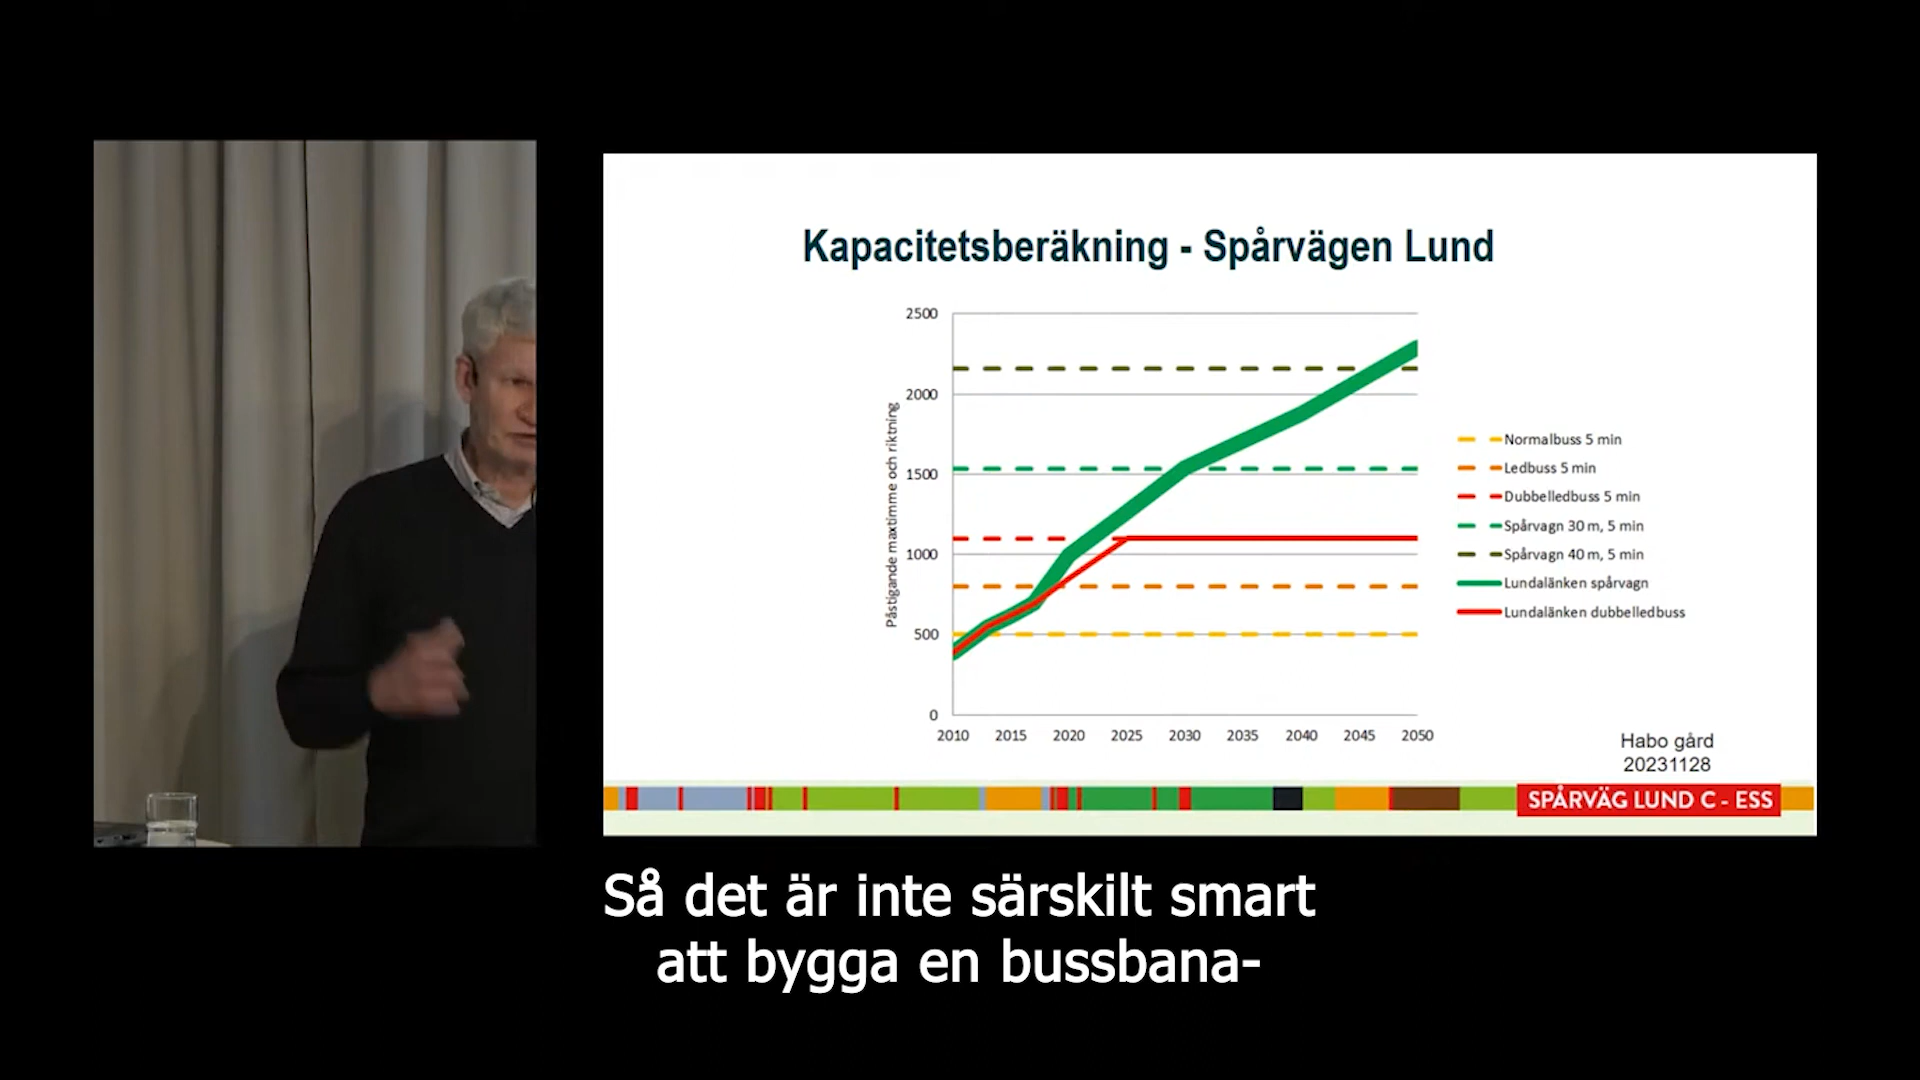 Kapacitetsberäkning - Spårvägen Lund
Påstigande maxtimme och riktning
2500
2000
1500
1000
500
0
2010 2015 2020 2025 2030 2035 2040 2045 2050
Normalbuss 5 min
Ledbuss 5 min
Dubbelledbuss 5 min
Spårvagn 30 m, 5 min
Spårvagn 40 m, 5 min
Lundalänken spårvagn
Lundalänken dubbelledbuss
Habo gård
20231128
SPÅRVÄG LUND C - ESS
Så det är inte särskilt smart
att bygga en bussbana-